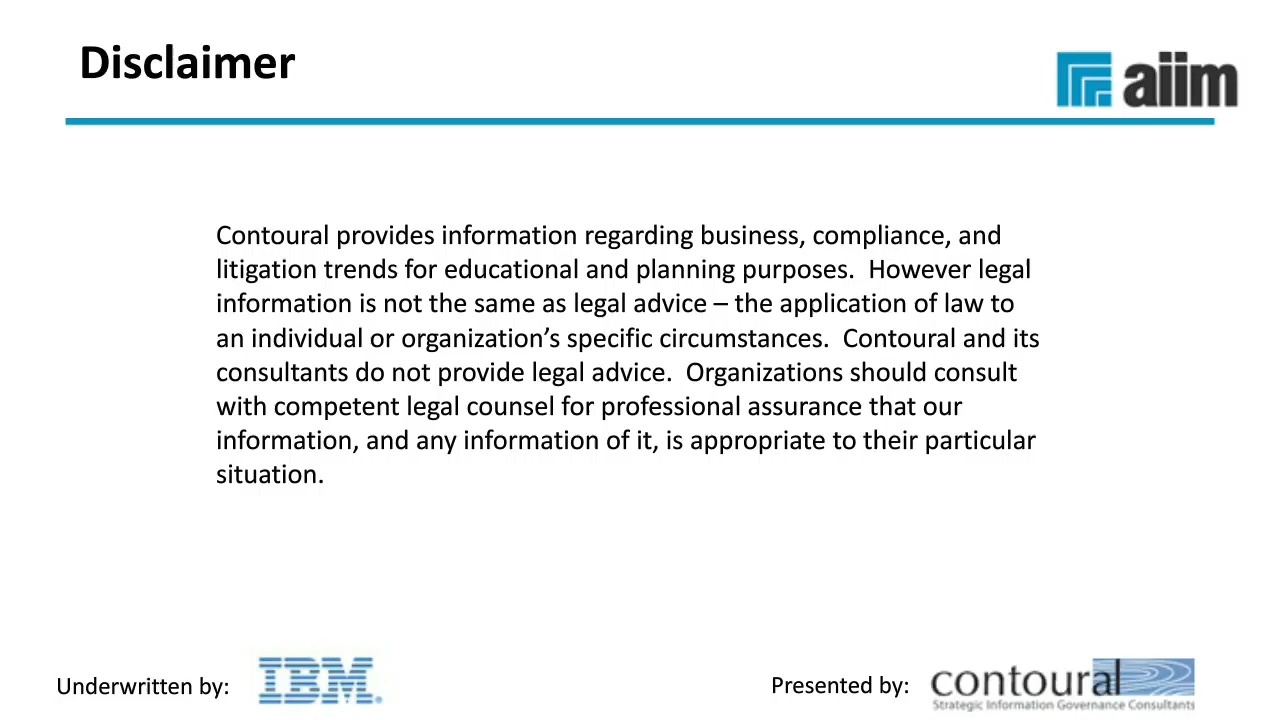 Disclaimer
aiim
Contoural provides information regarding business, compliance, and
litigation trends for educational and planning purposes.  However legal
information is not the same as legal advice – the application of law to
an individual or organization’s specific circumstances.  Contoural and its
consultants do not provide legal advice.  Organizations should consult
with competent legal counsel for professional assurance that our
information, and any information of it, is appropriate to their particular
situation.
Underwritten by:
IBM®
Presented by:
contoural
Strategic Information Governance Consultants